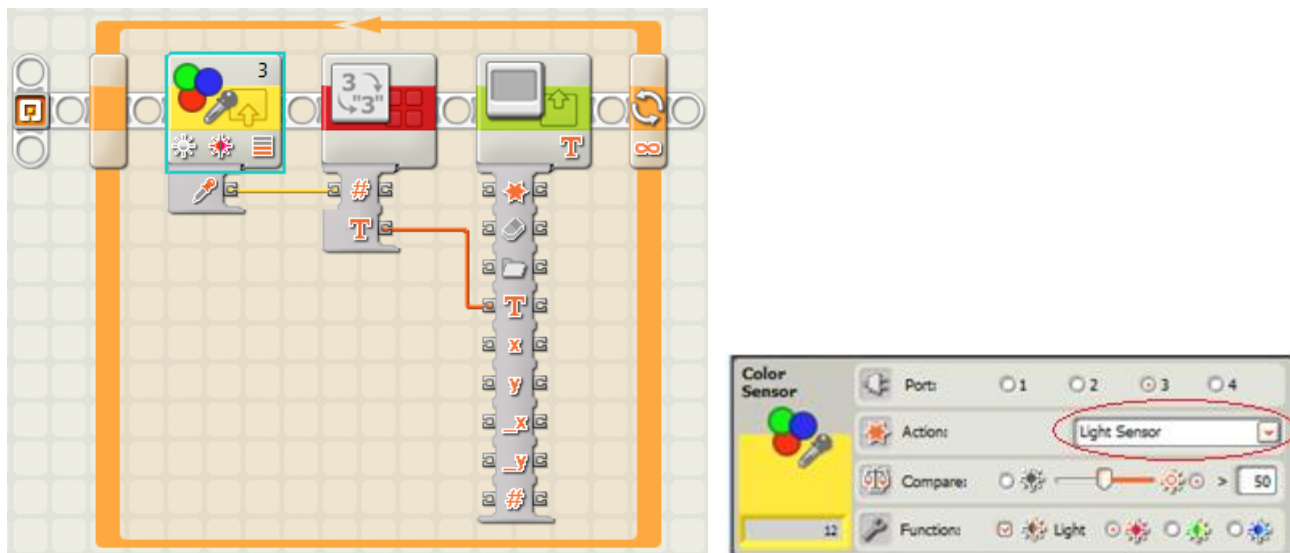 3
3
"3"
T
#
T
T
x
y
_x
_y
#
Color
Sensor
Port: 1 2 3 4
Action: Light Sensor
Compare: > 50
12
Function: Light